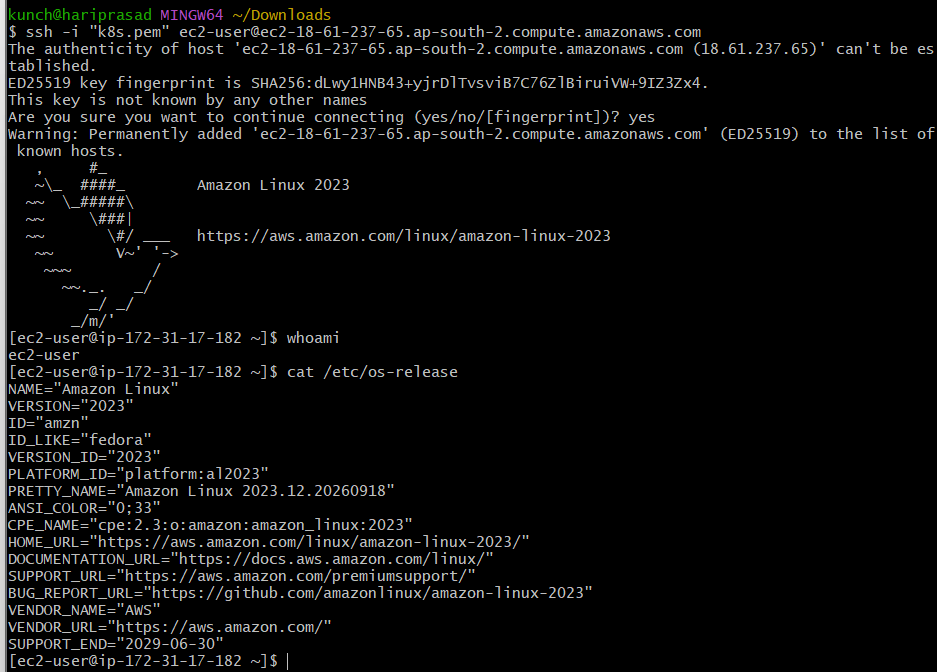 kunch@hariprasad MINGW64 ~/Downloads
$ ssh -i "k8s.pem" ec2-user@ec2-18-61-237-65.ap-south-2.compute.amazonaws.com
The authenticity of host 'ec2-18-61-237-65.ap-south-2.compute.amazonaws.com (18.61.237.65)' can't be es
tablished.
ED25519 key fingerprint is SHA256:dLwy1HNB43+yjrDlTvsviB7C76ZlBiruiVW+9IZ3Zx4.
This key is not known by any other names
Are you sure you want to continue connecting (yes/no/[fingerprint])? yes
Warning: Permanently added 'ec2-18-61-237-65.ap-south-2.compute.amazonaws.com' (ED25519) to the list of
 known hosts.
   ,     #_
   ~\_  ####_        Amazon Linux 2023
  ~~  \_#####\
  ~~     \###|
  ~~       \#/ ___   https://aws.amazon.com/linux/amazon-linux-2023
   ~~       V~' '->
    ~~~         /
      ~~._.   _/
         _/ _/
       _/m/'
[ec2-user@ip-172-31-17-182 ~]$ whoami
ec2-user
[ec2-user@ip-172-31-17-182 ~]$ cat /etc/os-release
NAME="Amazon Linux"
VERSION="2023"
ID="amzn"
ID_LIKE="fedora"
VERSION_ID="2023"
PLATFORM_ID="platform:al2023"
PRETTY_NAME="Amazon Linux 2023.12.20260918"
ANSI_COLOR="0;33"
CPE_NAME="cpe:2.3:o:amazon:amazon_linux:2023"
HOME_URL="https://aws.amazon.com/linux/amazon-linux-2023/"
DOCUMENTATION_URL="https://docs.aws.amazon.com/linux/"
SUPPORT_URL="https://aws.amazon.com/premiumsupport/"
BUG_REPORT_URL="https://github.com/amazonlinux/amazon-linux-2023"
VENDOR_NAME="AWS"
VENDOR_URL="https://aws.amazon.com/"
SUPPORT_END="2029-06-30"
[ec2-user@ip-172-31-17-182 ~]$